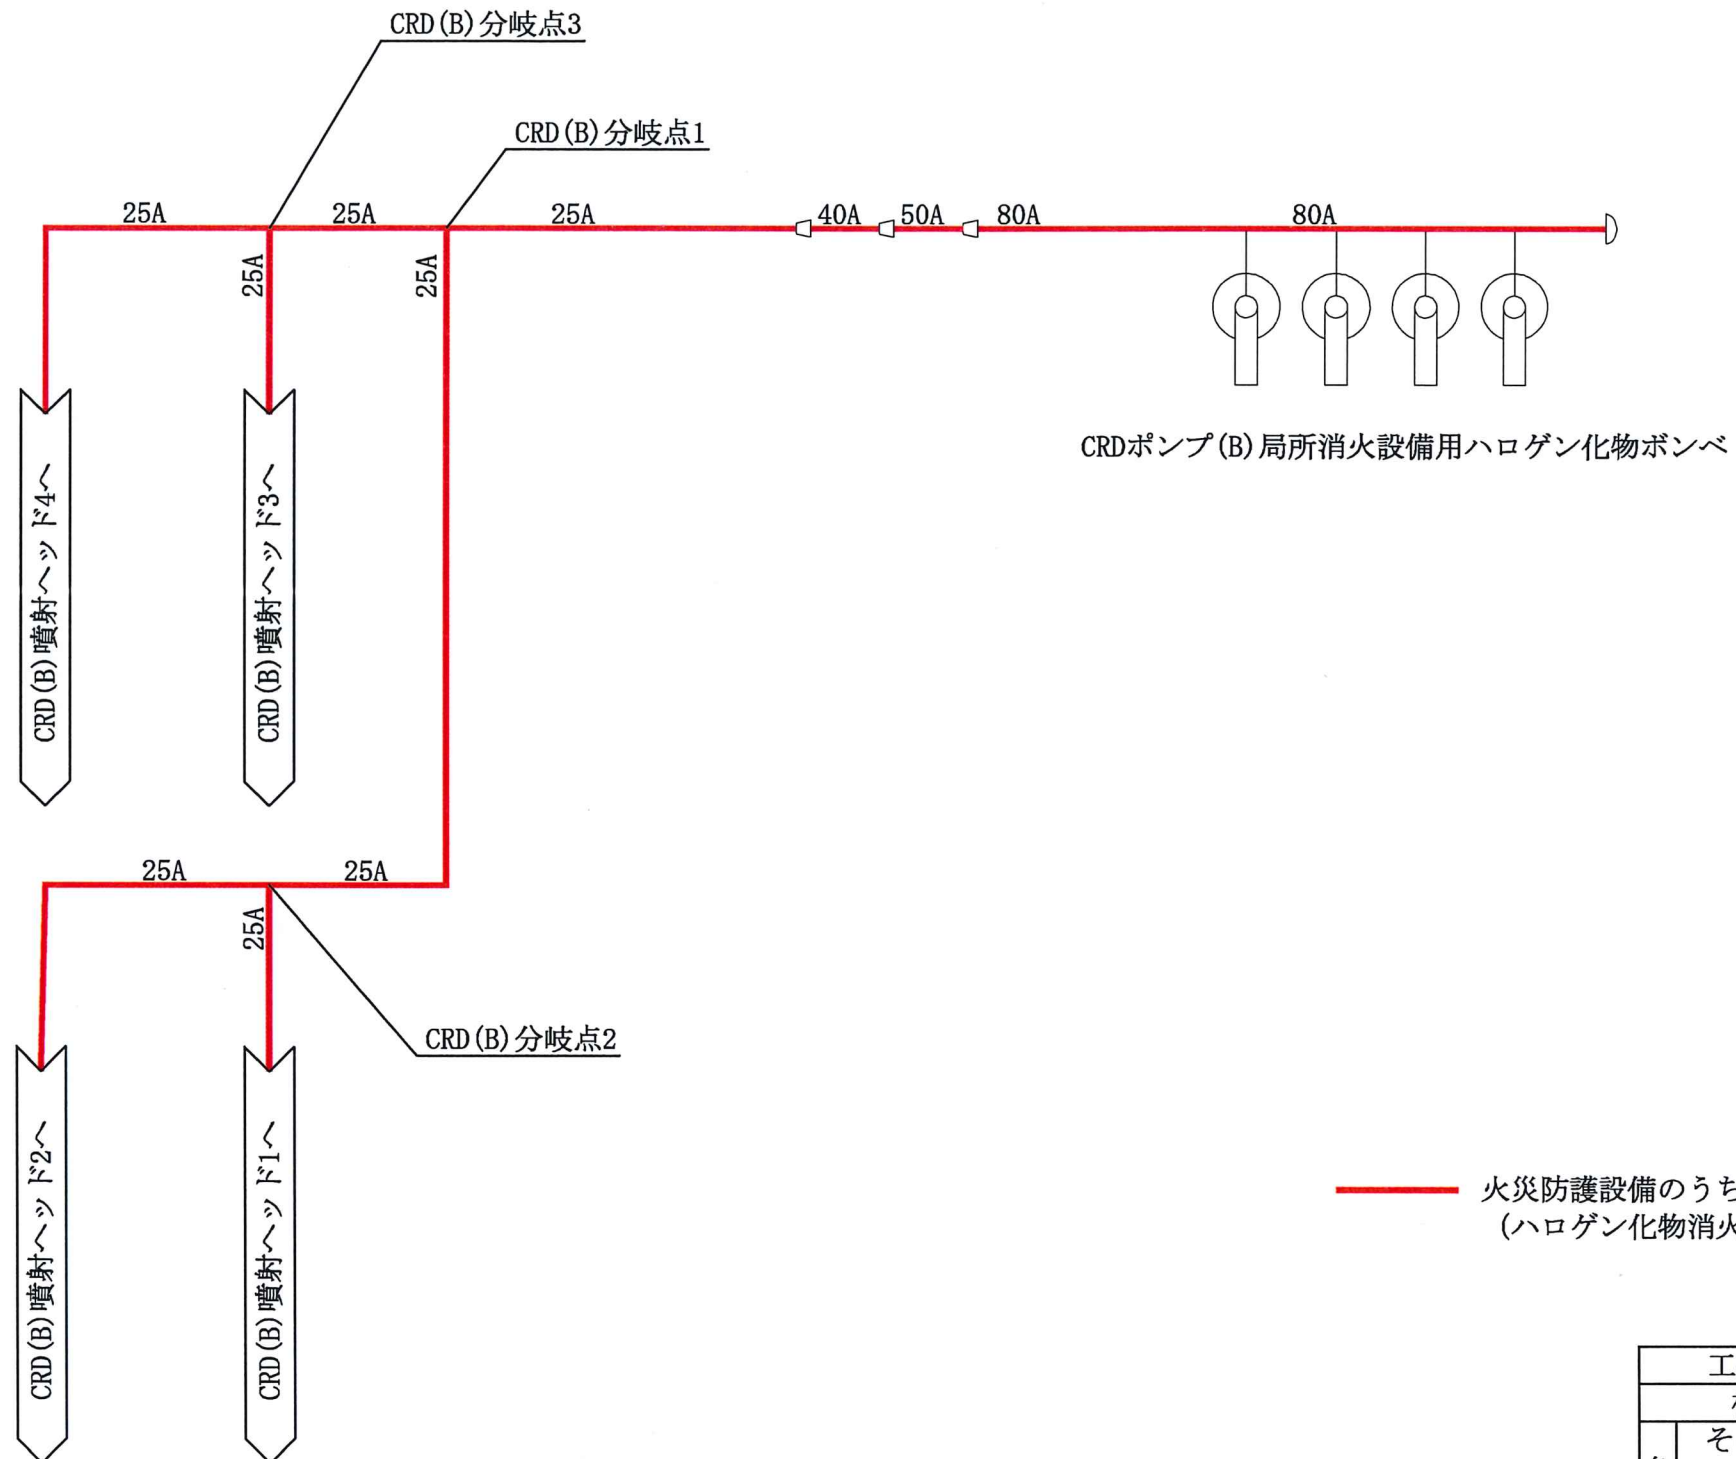 CRD(B)分岐点3
CRD(B)分岐点1
25A
25A
25A
40A
50A
80A
80A
25A
25A
CRDポンプ(B)局所消火設備用ハロゲン化物ボンベ
CRD(B)噴射ヘッド4へ
CRD(B)噴射ヘッド3へ
25A
25A
25A
CRD(B)分岐点2
CRD(B)噴射ヘッド2へ
CRD(B)噴射ヘッド1へ
火災防護設備のうち
(ハロゲン化物消火
工
そ